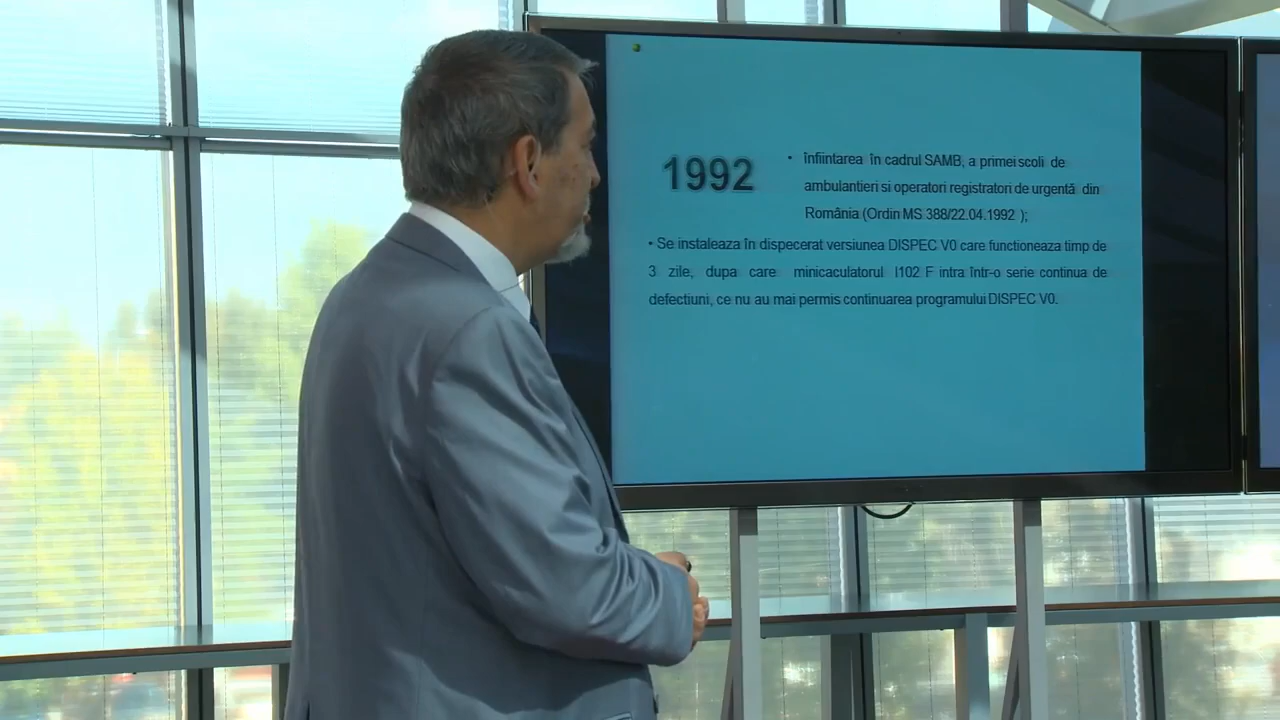 1992
• Înfiintarea în cadrul SAMB, a primei scoli de
ambulantieri si operatori registratori de urgentă din
România (Ordin MS 388/22.04.1992 );
• Se instaleaza în dispecerat versiunea DISPEC V0 care functioneaza timp de
3 zile, dupa care minicaculatorul I102 F intra într-o serie continua de
defectiuni, ce nu au mai permis continuarea programului DISPEC V0.